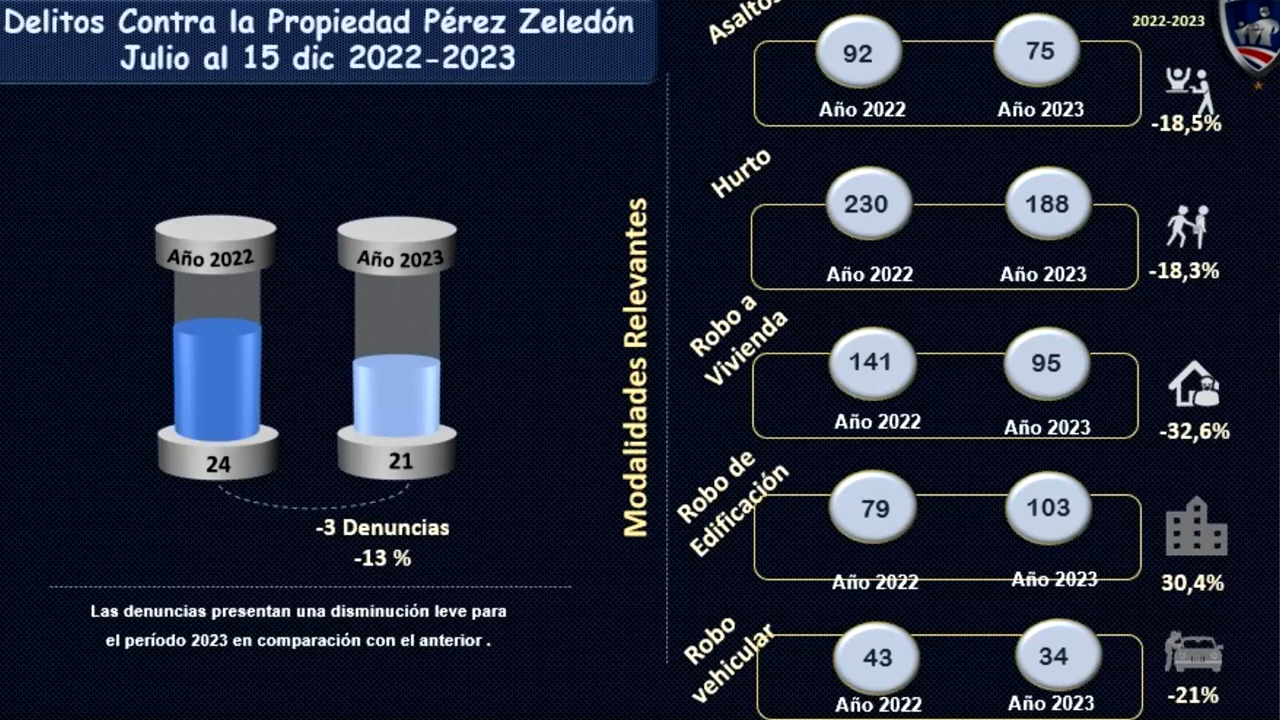 Delitos Contra la Propiedad Pérez Zeledón
Julio al 15 dic 2022-2023
Año 2022
Año 2023
24
21
-3 Denuncias
-13 %
Las denuncias presentan una disminución leve para
el período 2023 en comparación con el anterior .
Modalidades Relevantes
2022-2023
Asaltos
92
75
Año 2022
Año 2023
-18,5%
Hurto
230
188
Año 2022
Año 2023
-18,3%
Robo a
Vivienda
141
95
Año 2022
Año 2023
-32,6%
Robo de
Edificación
79
103
Año 2022
Año 2023
30,4%
Robo
vehicular
43
34
Año 2022
Año 2023
-21%